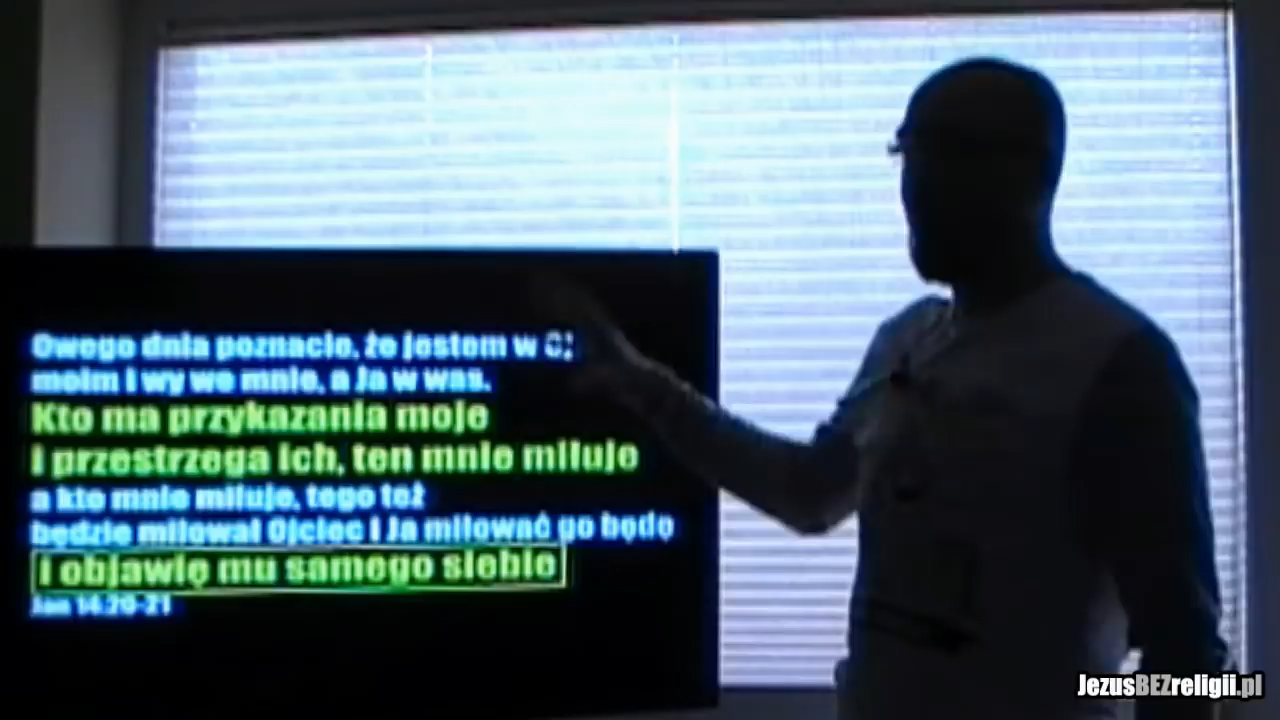 Owego dnia poznacie, że jestem w
moim i wy we mnie, a Ja w was.
Kto ma przykazania moje
i przestrzega ich, ten mnie miłuje
a kto mnie miłuje, tego też
będzie miłował Ojciec i Ja miłować go będę
i objawię mu samego siebie
Jan 14.20-21
JezusBEZreligii.pl